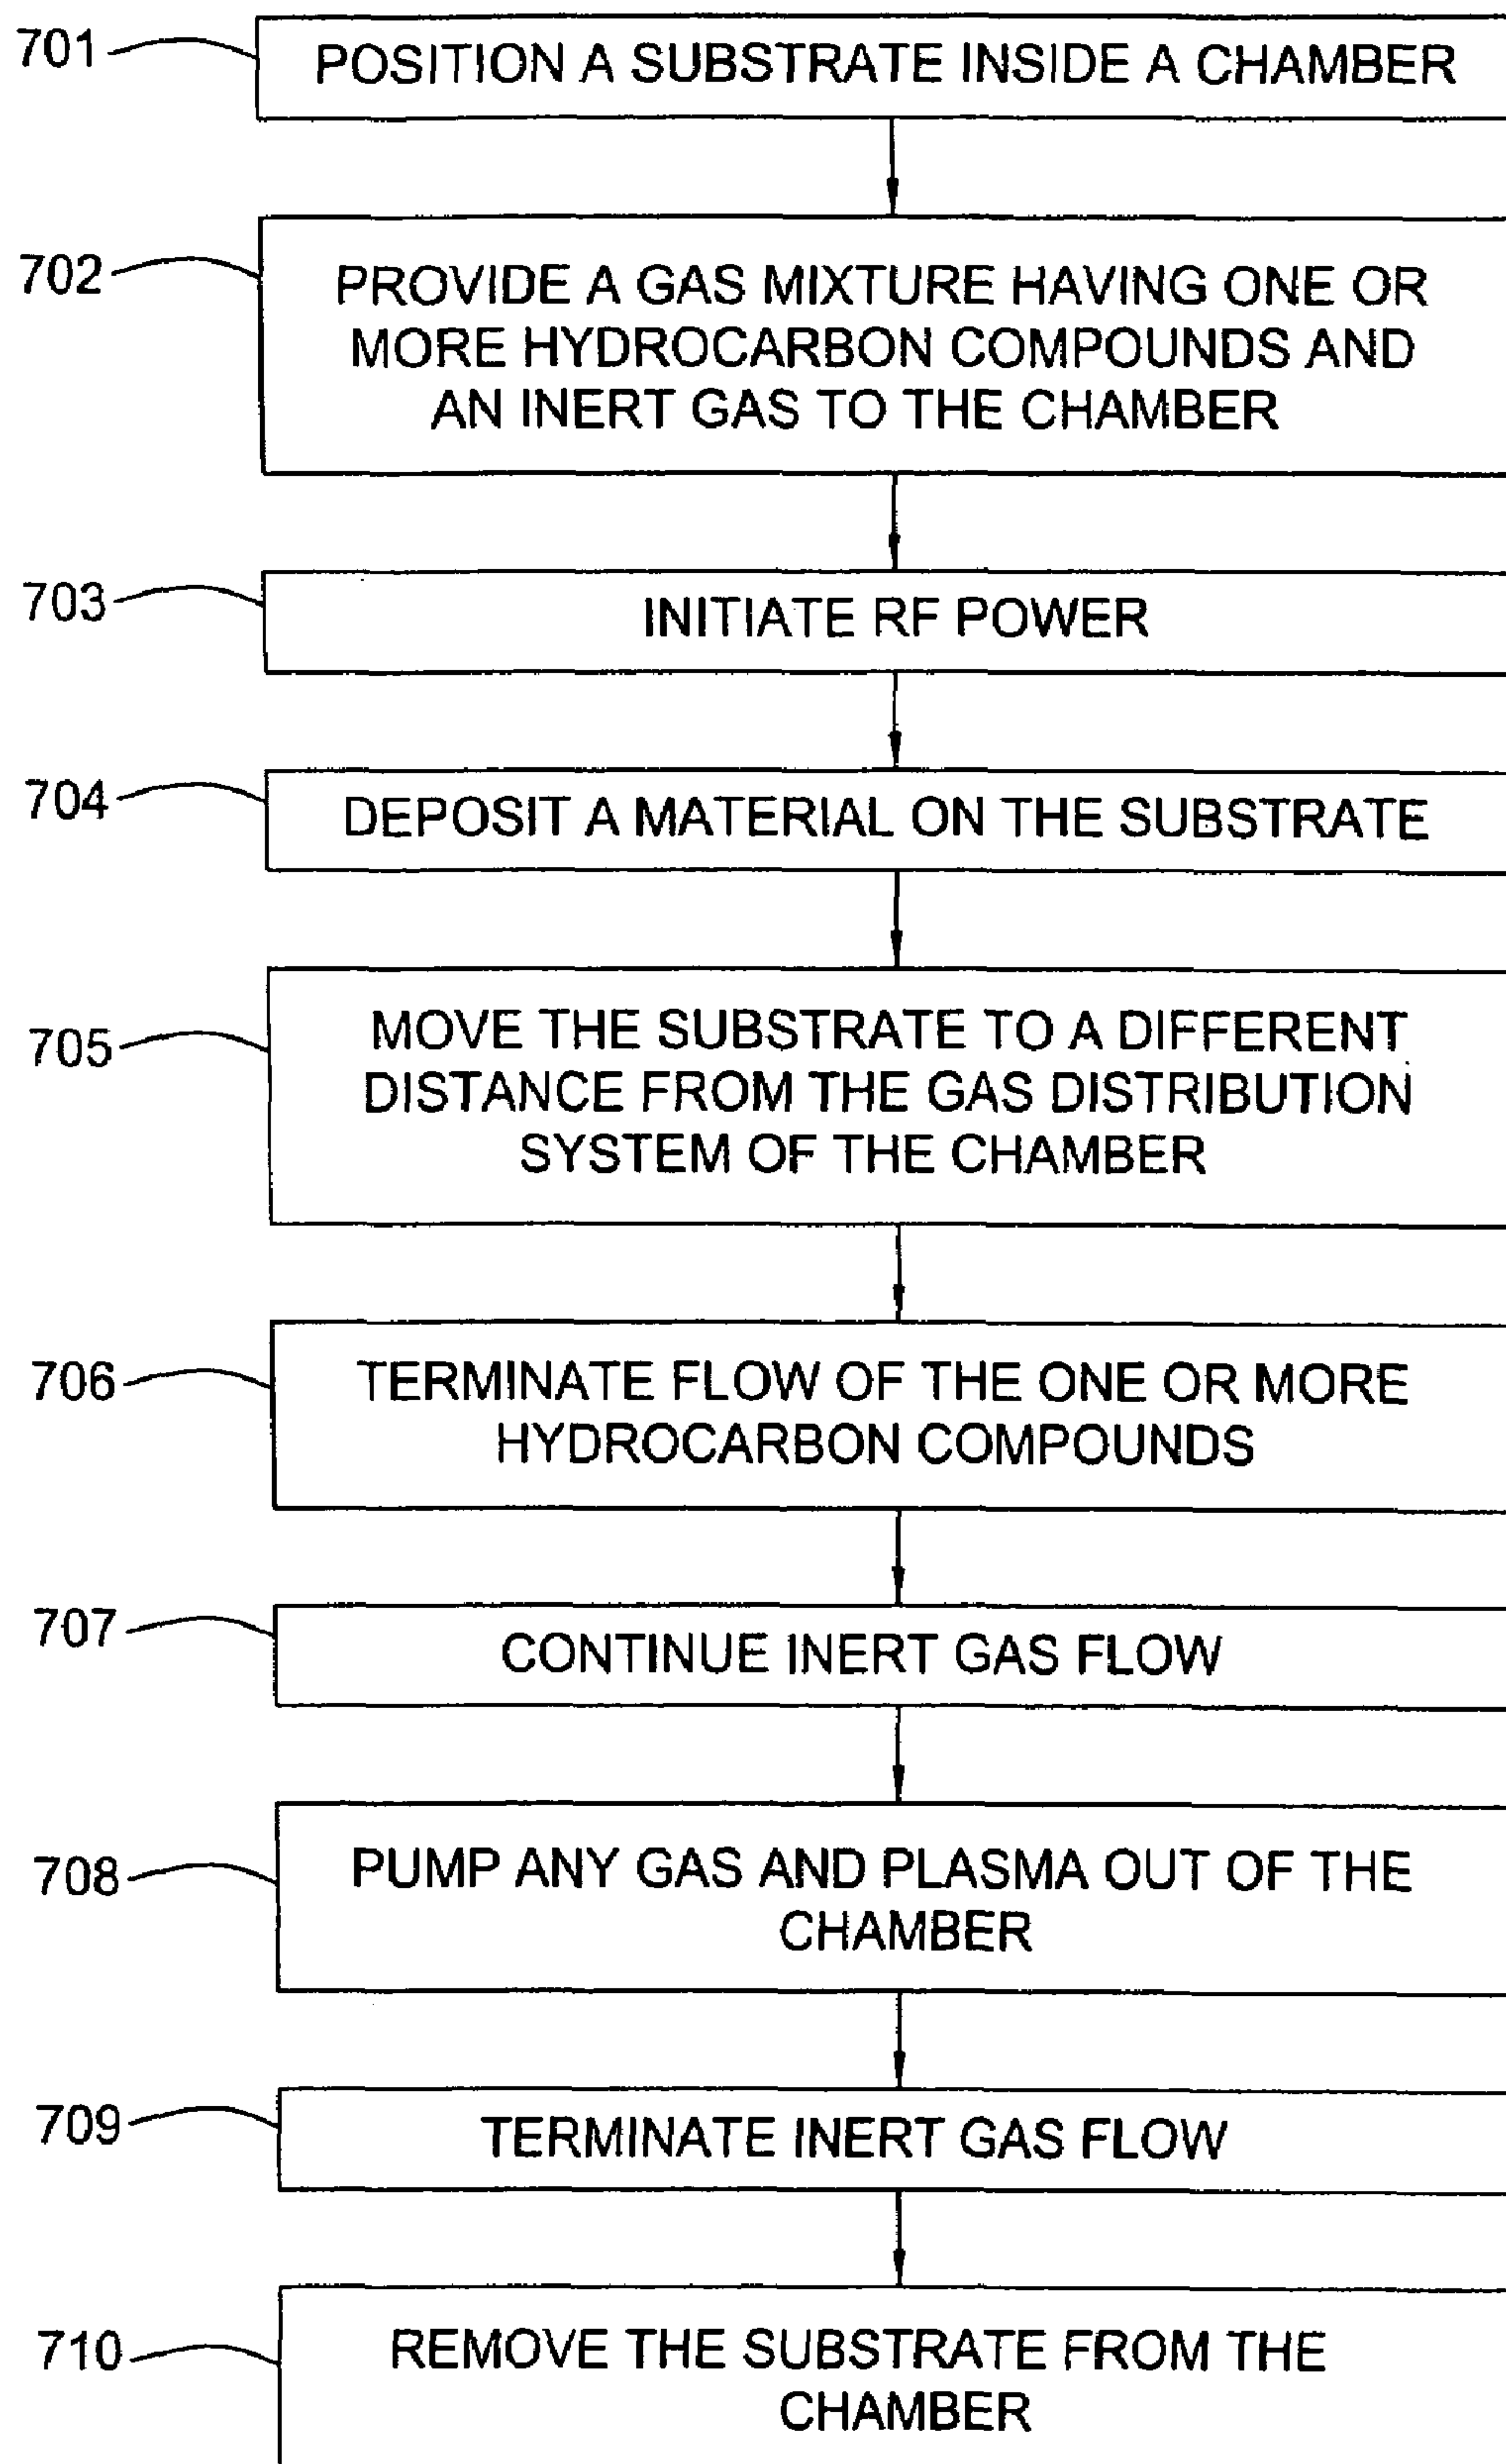 701
POSITION A SUBSTRATE INSIDE A CHAMBER
702
PROVIDE A GAS MIXTURE HAVING ONE OR
MORE HYDROCARBON COMPOUNDS AND
AN INERT GAS TO THE CHAMBER
703
INITIATE RF POWER
704
DEPOSIT A MATERIAL ON THE SUBSTRATE
705
MOVE THE SUBSTRATE TO A DIFFERENT
DISTANCE FROM THE GAS DISTRIBUTION
SYSTEM OF THE CHAMBER
706
TERMINATE FLOW OF THE ONE OR MORE
HYDROCARBON COMPOUNDS
707
CONTINUE INERT GAS FLOW
708
PUMP ANY GAS AND PLASMA OUT OF THE
CHAMBER
709
TERMINATE INERT GAS FLOW
710
REMOVE THE SUBSTRATE FROM THE
CHAMBER